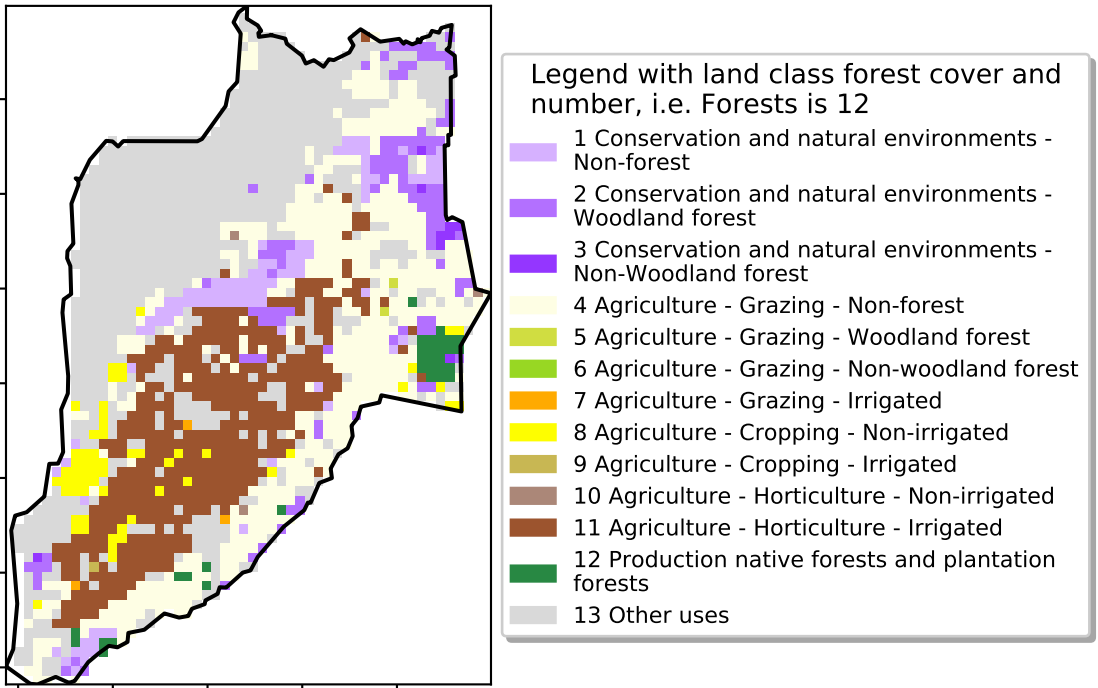 Legend with land class forest cover and
number, i.e. Forests is 12
1 Conservation and natural environments -
Non-forest
2 Conservation and natural environments -
Woodland forest
3 Conservation and natural environments -
Non-Woodland forest
4 Agriculture - Grazing - Non-forest
5 Agriculture - Grazing - Woodland forest
6 Agriculture - Grazing - Non-woodland forest
7 Agriculture - Grazing - Irrigated
8 Agriculture - Cropping - Non-irrigated
9 Agriculture - Cropping - Irrigated
10 Agriculture - Horticulture - Non-irrigated
11 Agriculture - Horticulture - Irrigated
12 Production native forests and plantation
forests
13 Other uses